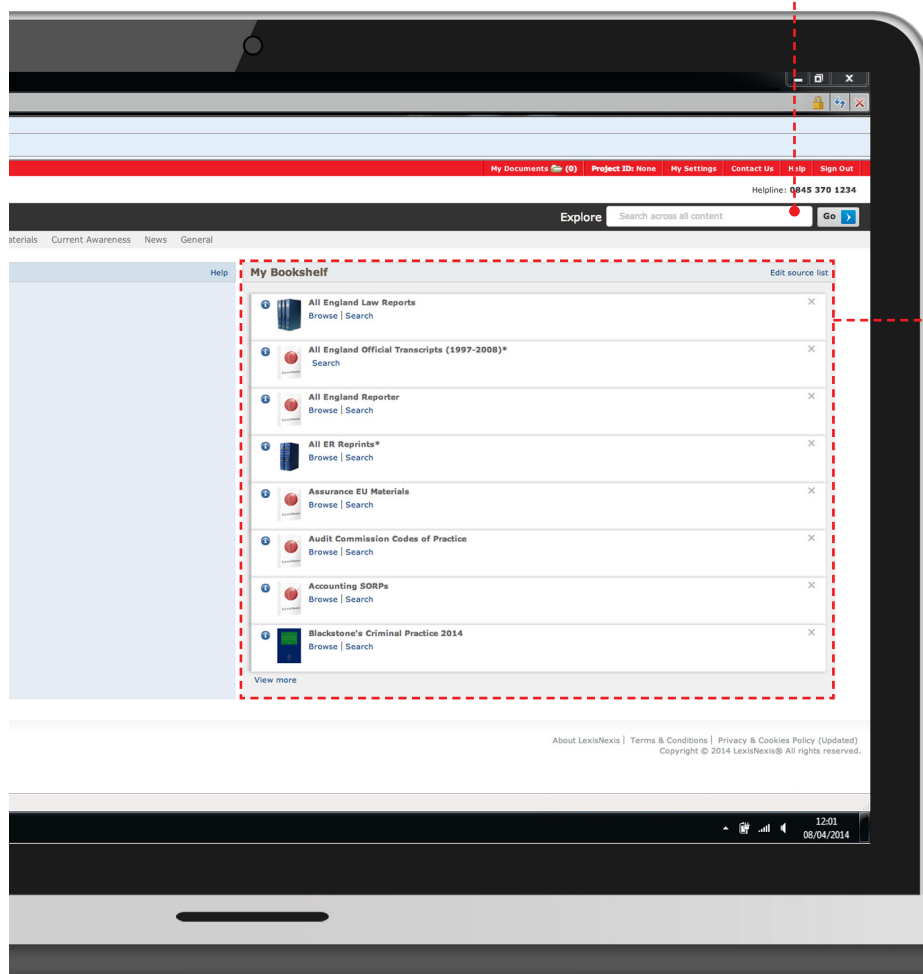 My Documents (0) Project ID: None My Settings Contact Us Help Sign Out
Helpline: 0845 370 1234
Explore Search across all content Go
Current Awareness News General
Help
My Bookshelf Edit source list
All England Law Reports
Browse | Search
All England Official Transcripts (1997-2008)*
Search
All England Reporter
Browse | Search
All ER Reprints*
Browse | Search
Assurance EU Materials
Browse | Search
Audit Commission Codes of Practice
Browse | Search
Accounting SORPs
Browse | Search
Blackstone's Criminal Practice 2014
Browse | Search
View more
About LexisNexis | Terms & Conditions | Privacy & Cookies Policy (Updated)
Copyright © 2014 LexisNexis® All rights reserved.
12:01
08/04/2014